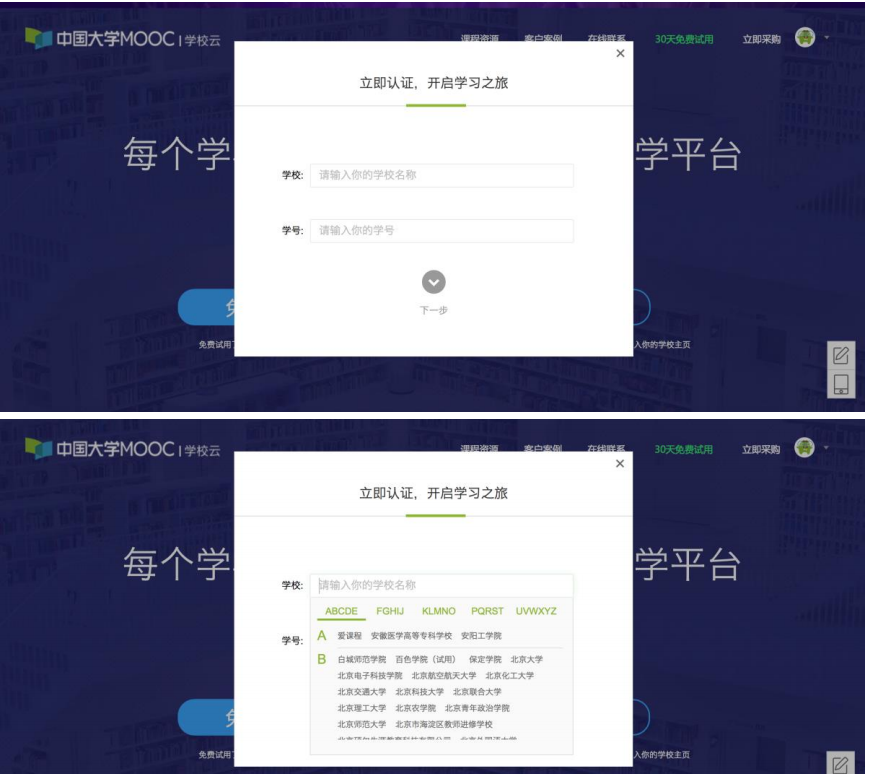 中国大学MOOC | 学校云
课程资源 客户案例 在线联系 30天免费试用 立即采购
×
立即认证，开启学习之旅
每个学 学平台
学校: 请输入你的学校名称
学号: 请输入你的学号
下一步
免费试用 入你的学校主页
中国大学MOOC | 学校云
课程资源 客户案例 在线联系 30天免费试用 立即采购
×
立即认证，开启学习之旅
每个学 学平台
学校: 请输入你的学校名称
ABCDE FGHIJ KLMNO PQRST UVWXYZ
学号:
A 爱课程 安徽医学高等专科学校 安阳工学院
B 白城师范学院 百色学院（试用） 保定学院 北京大学
北京电子科技学院 北京航空航天大学 北京化工大学
北京交通大学 北京科技大学 北京联合大学
北京理工大学 北京农学院 北京青年政治学院
北京师范大学 北京市海淀区教师进修学校
免费试用 入你的学校主页